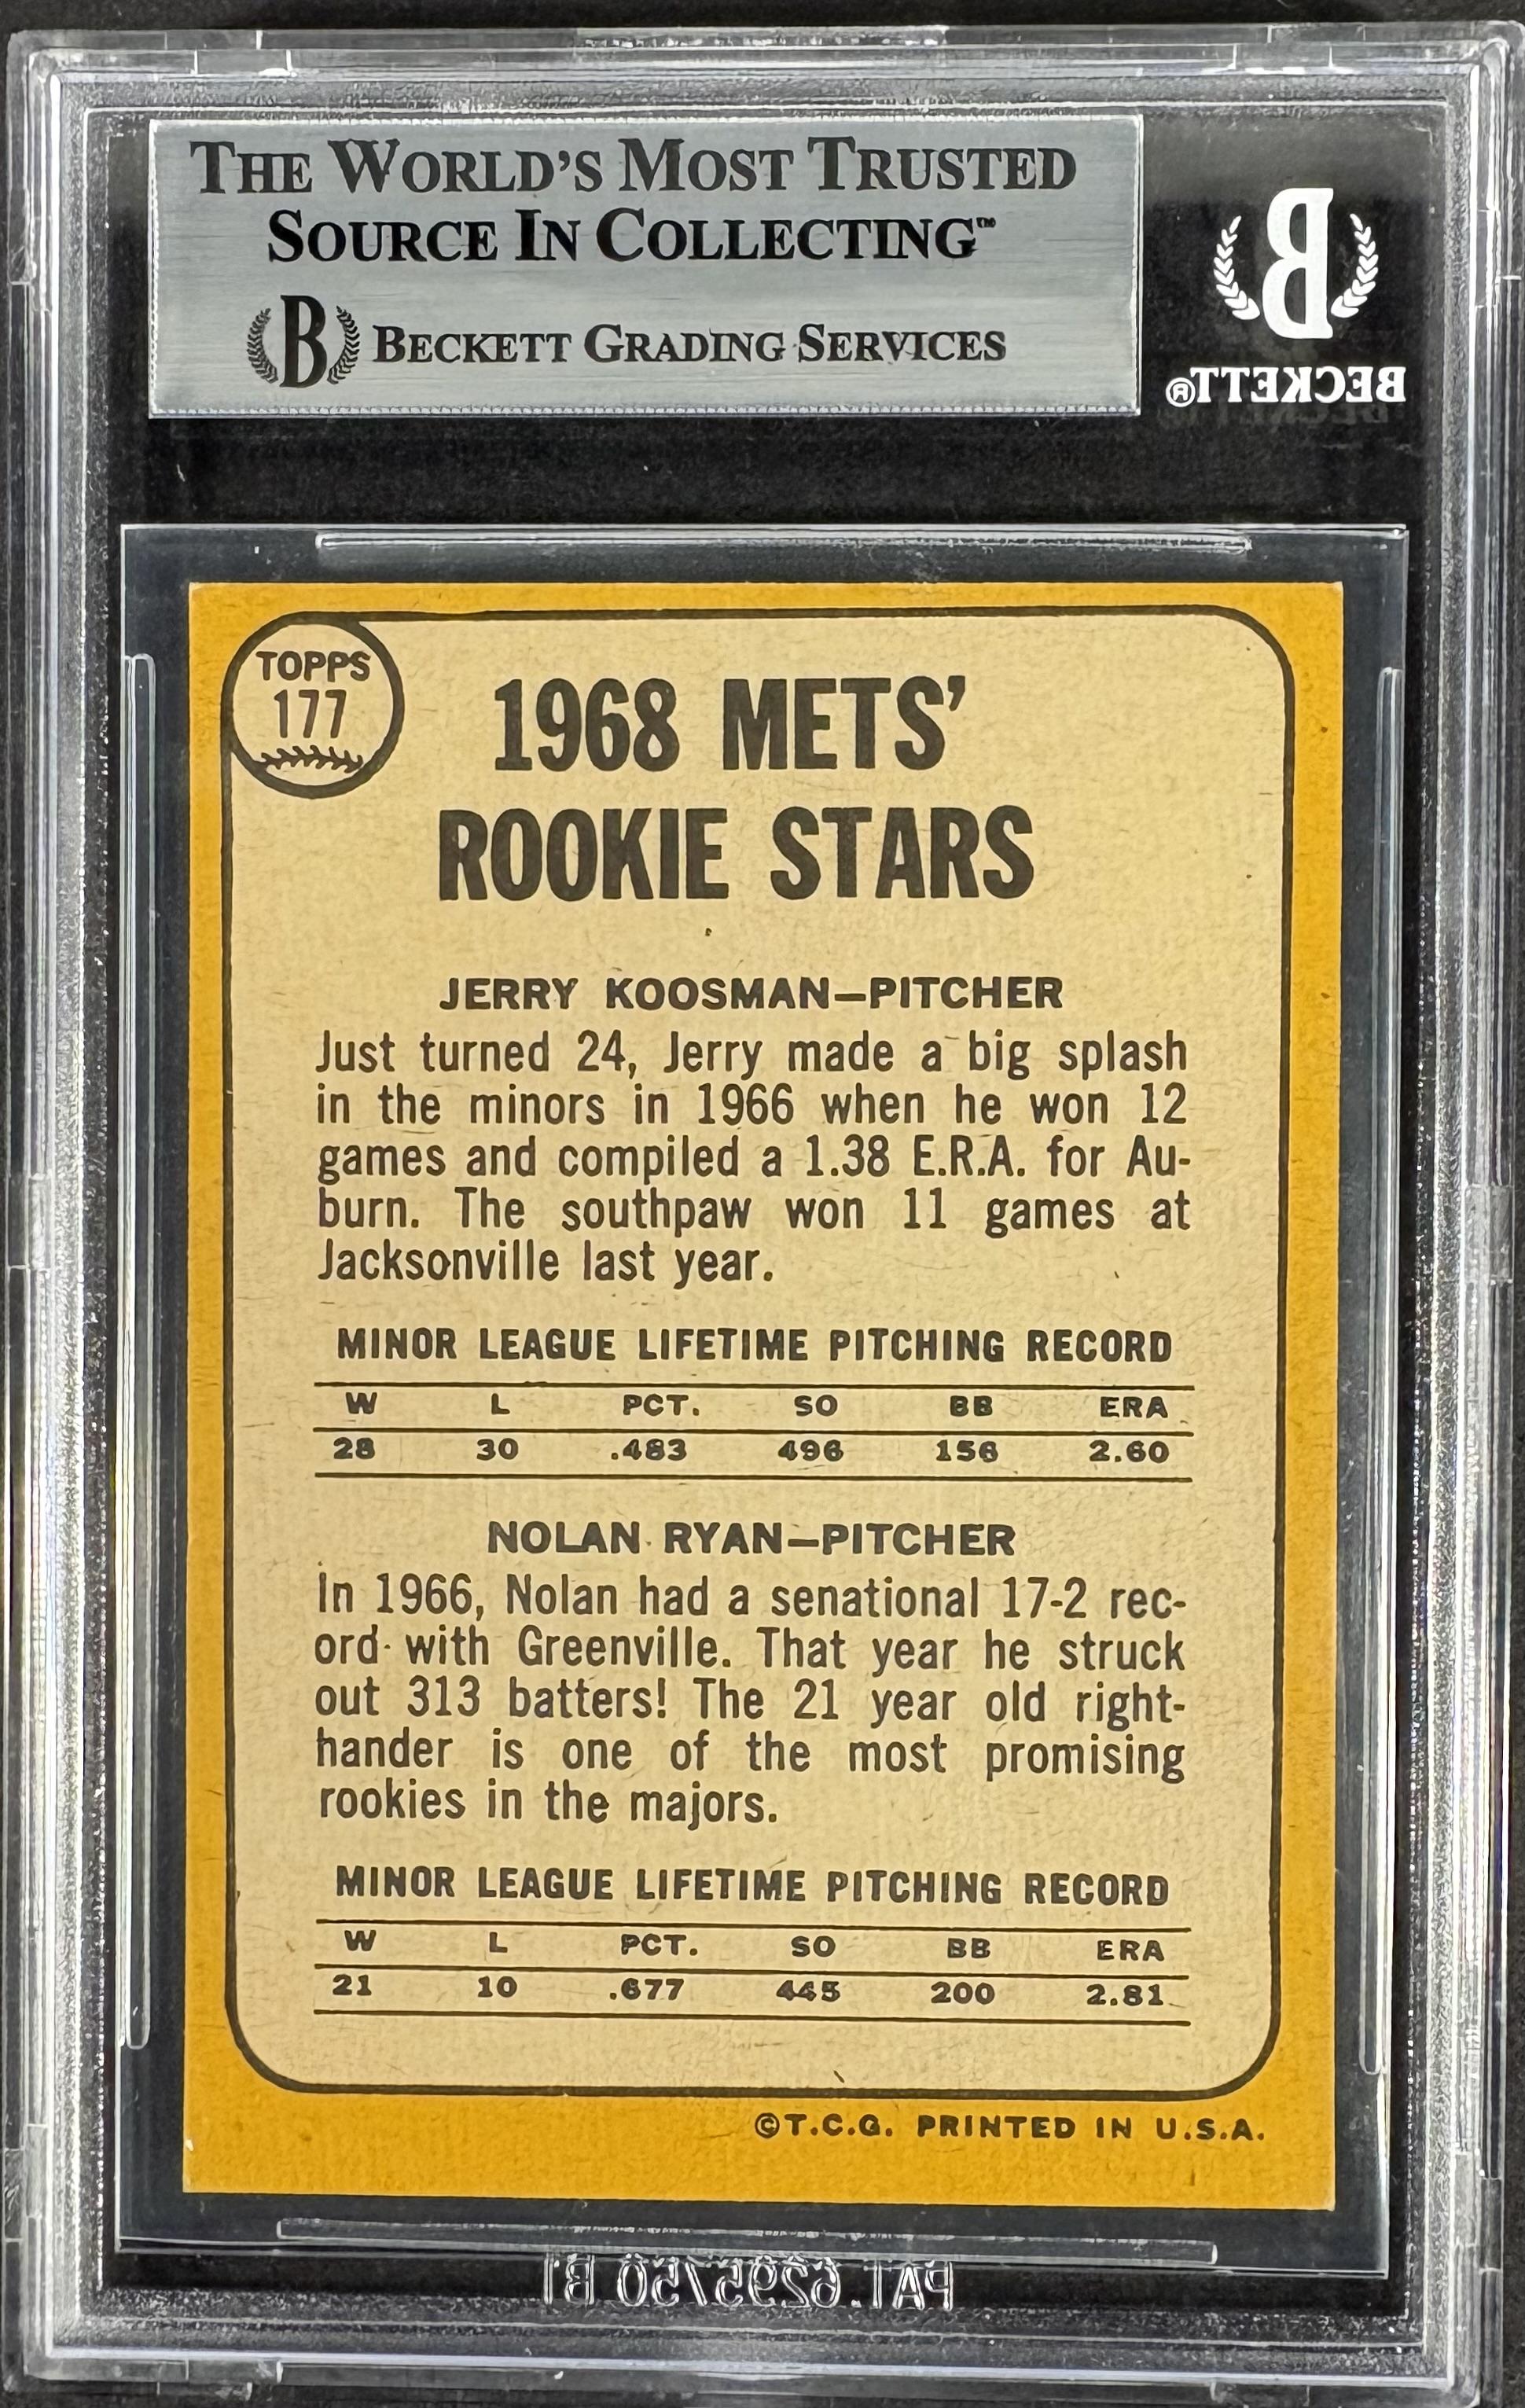 THE WORLD'S MOST TRUSTED
SOURCE IN COLLECTING™
B BECKETT GRADING SERVICES
B
BECKETT®
TOPPS
177
1968 METS'
ROOKIE STARS
JERRY KOOSMAN—PITCHER
Just turned 24, Jerry made a big splash
in the minors in 1966 when he won 12
games and compiled a 1.38 E.R.A. for Au-
burn. The southpaw won 11 games at
Jacksonville last year.
MINOR LEAGUE LIFETIME PITCHING RECORD
W L PCT. SO BB ERA
28 30 .483 496 156 2.60
NOLAN RYAN—PITCHER
In 1966, Nolan had a senational 17-2 rec-
ord with Greenville. That year he struck
out 313 batters! The 21 year old right-
hander is one of the most promising
rookies in the majors.
MINOR LEAGUE LIFETIME PITCHING RECORD
W L PCT. SO BB ERA
21 10 .677 445 200 2.81
©T.C.G. PRINTED IN U.S.A.
PAT. 6295750 B1